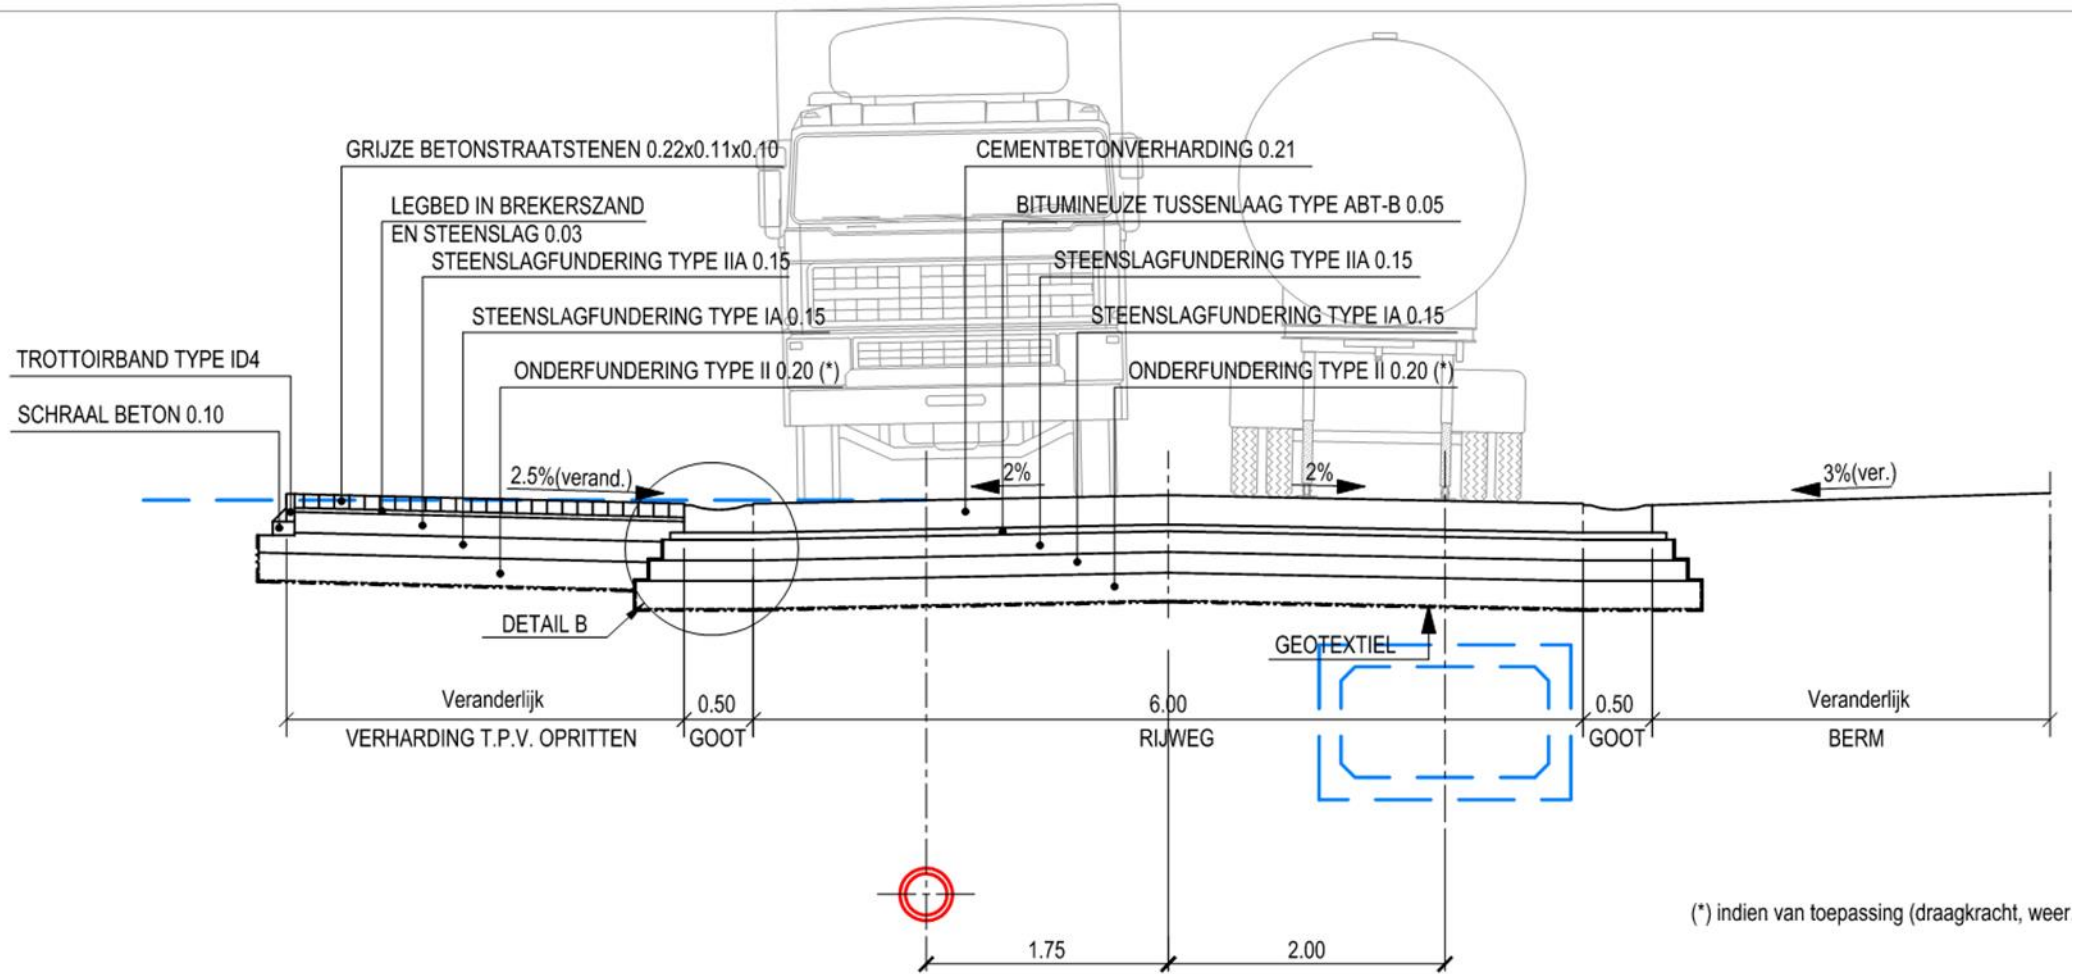 GRIJZE BETONSTRAATSTENEN 0.22x0.11x0.10
CEMENTBETONVERHARDING 0.21
LEGBED IN BREKERSZAND
EN STEENSLAG 0.03
BITUMINEUZE TUSSENLAAG TYPE ABT-B 0.05
STEENSLAGFUNDERING TYPE IIA 0.15
STEENSLAGFUNDERING TYPE IIA 0.15
STEENSLAGFUNDERING TYPE IA 0.15
STEENSLAGFUNDERING TYPE IA 0.15
TROTTOIRBAND TYPE ID4
ONDERFUNDERING TYPE II 0.20 (*)
ONDERFUNDERING TYPE II 0.20 (*)
SCHRAAL BETON 0.10
2.5%(verand.)
2%
2%
3%(ver.)
DETAIL B
GEOTEXTIEL
Veranderlijk
0.50
6.00
0.50
Veranderlijk
VERHARDING T.P.V. OPRITTEN
GOOT
RIJWEG
GOOT
BERM
(*) indien van toepassing (draagkracht, weer
1.75
2.00